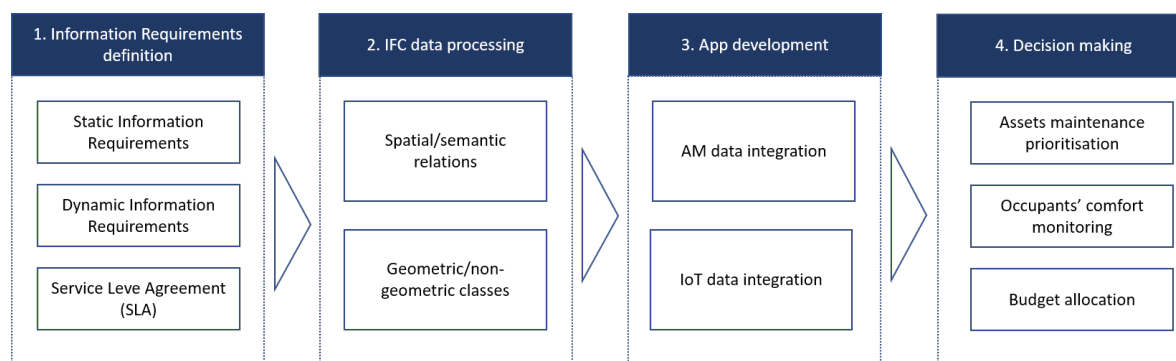 1. Information Requirements
definition
Static Information
Requirements
Dynamic Information
Requirements
Service Leve Agreement
(SLA)
2. IFC data processing
Spatial/semantic
relations
Geometric/non-
geometric classes
3. App development
AM data integration
IoT data integration
4. Decision making
Assets maintenance
prioritisation
Occupants’ comfort
monitoring
Budget allocation